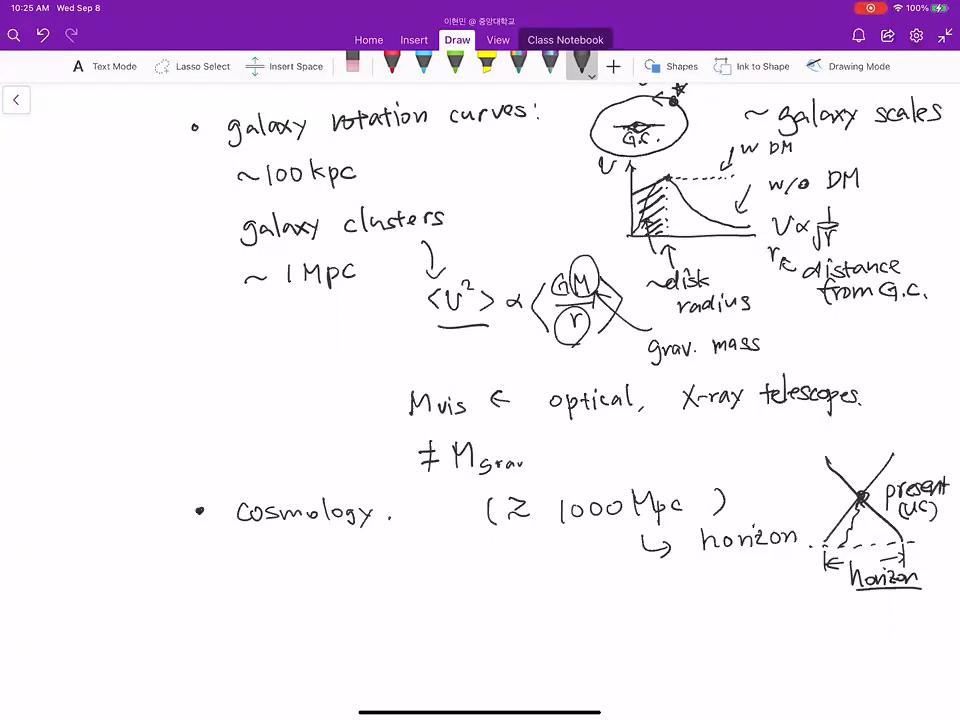 10:25 AM Wed Sep 8
100%
이현민 @ 중앙대학교
Home Insert Draw View Class Notebook
A Text Mode Lasso Select Insert Space Shapes Ink to Shape Drawing Mode
• galaxy rotation curves:
G.C.
~ galaxy scales
~100 kpc
v
w DM
w/o DM
galaxy clusters
v ∝ 1/√r
r ← distance from G.C.
~ 1 Mpc
~disk radius
<v²> ∝ <GM/r>
grav. mass
Mvis ← optical, X-ray telescopes.
≠ Mgrav
• cosmology. (≳ 1000 Mpc)
↳ horizon
present
horizon